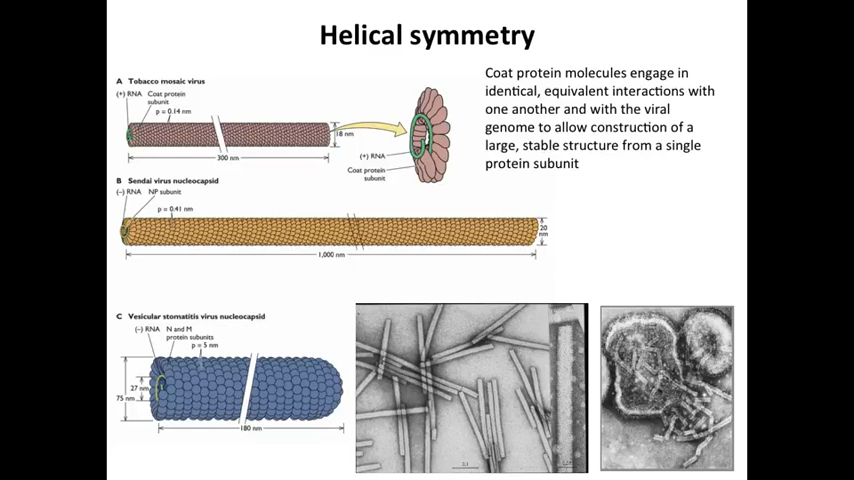 Helical symmetry
Coat protein molecules engage in
identical, equivalent interactions with
one another and with the viral
genome to allow construction of a
large, stable structure from a single
protein subunit
A Tobacco mosaic virus
(+) RNA Coat protein
subunit
p = 0.14 nm
18 nm
300 nm
(+) RNA
Coat protein
subunit
B Sendai virus nucleocapsid
(–) RNA NP subunit
p = 0.41 nm
20
nm
1,000 nm
C Vesicular stomatitis virus nucleocapsid
(–) RNA N and M
protein subunits
p = 5 nm
27 nm
75 nm
180 nm